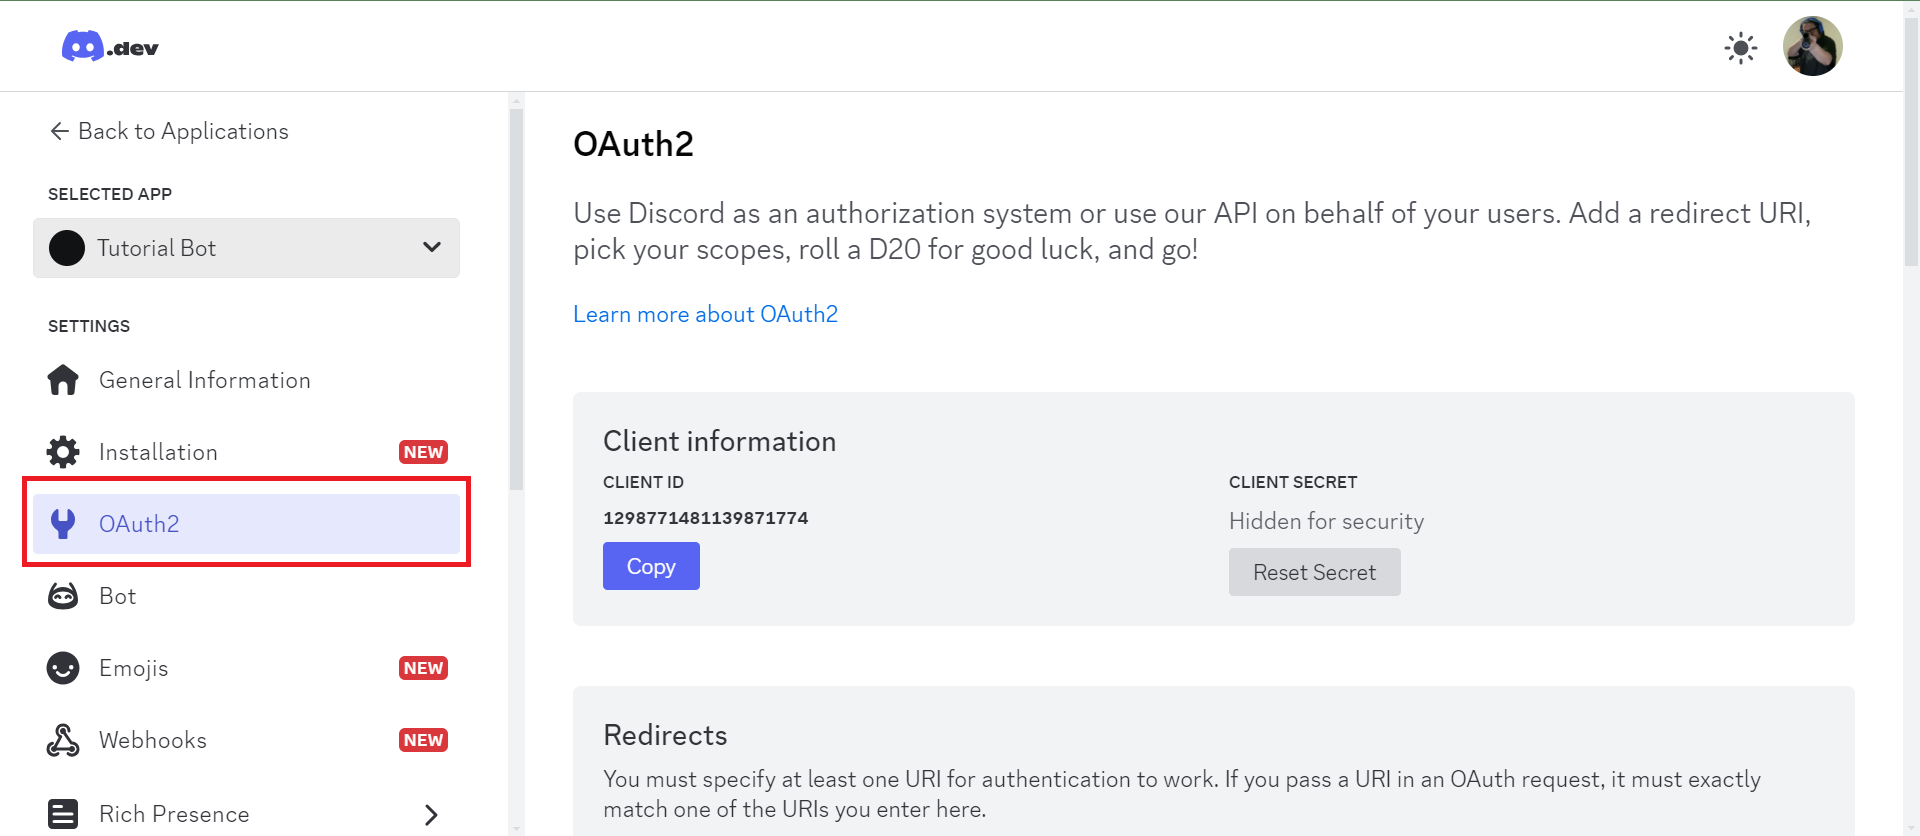 .dev
Back to Applications
SELECTED APP
Tutorial Bot
SETTINGS
General Information
Installation NEW
OAuth2
Bot
Emojis NEW
Webhooks NEW
Rich Presence
OAuth2
Use Discord as an authorization system or use our API on behalf of your users. Add a redirect URI,
pick your scopes, roll a D20 for good luck, and go!
Learn more about OAuth2
Client information
CLIENT ID
1298771481139871774
Copy
CLIENT SECRET
Hidden for security
Reset Secret
Redirects
You must specify at least one URI for authentication to work. If you pass a URI in an OAuth request, it must exactly
match one of the URIs you enter here.